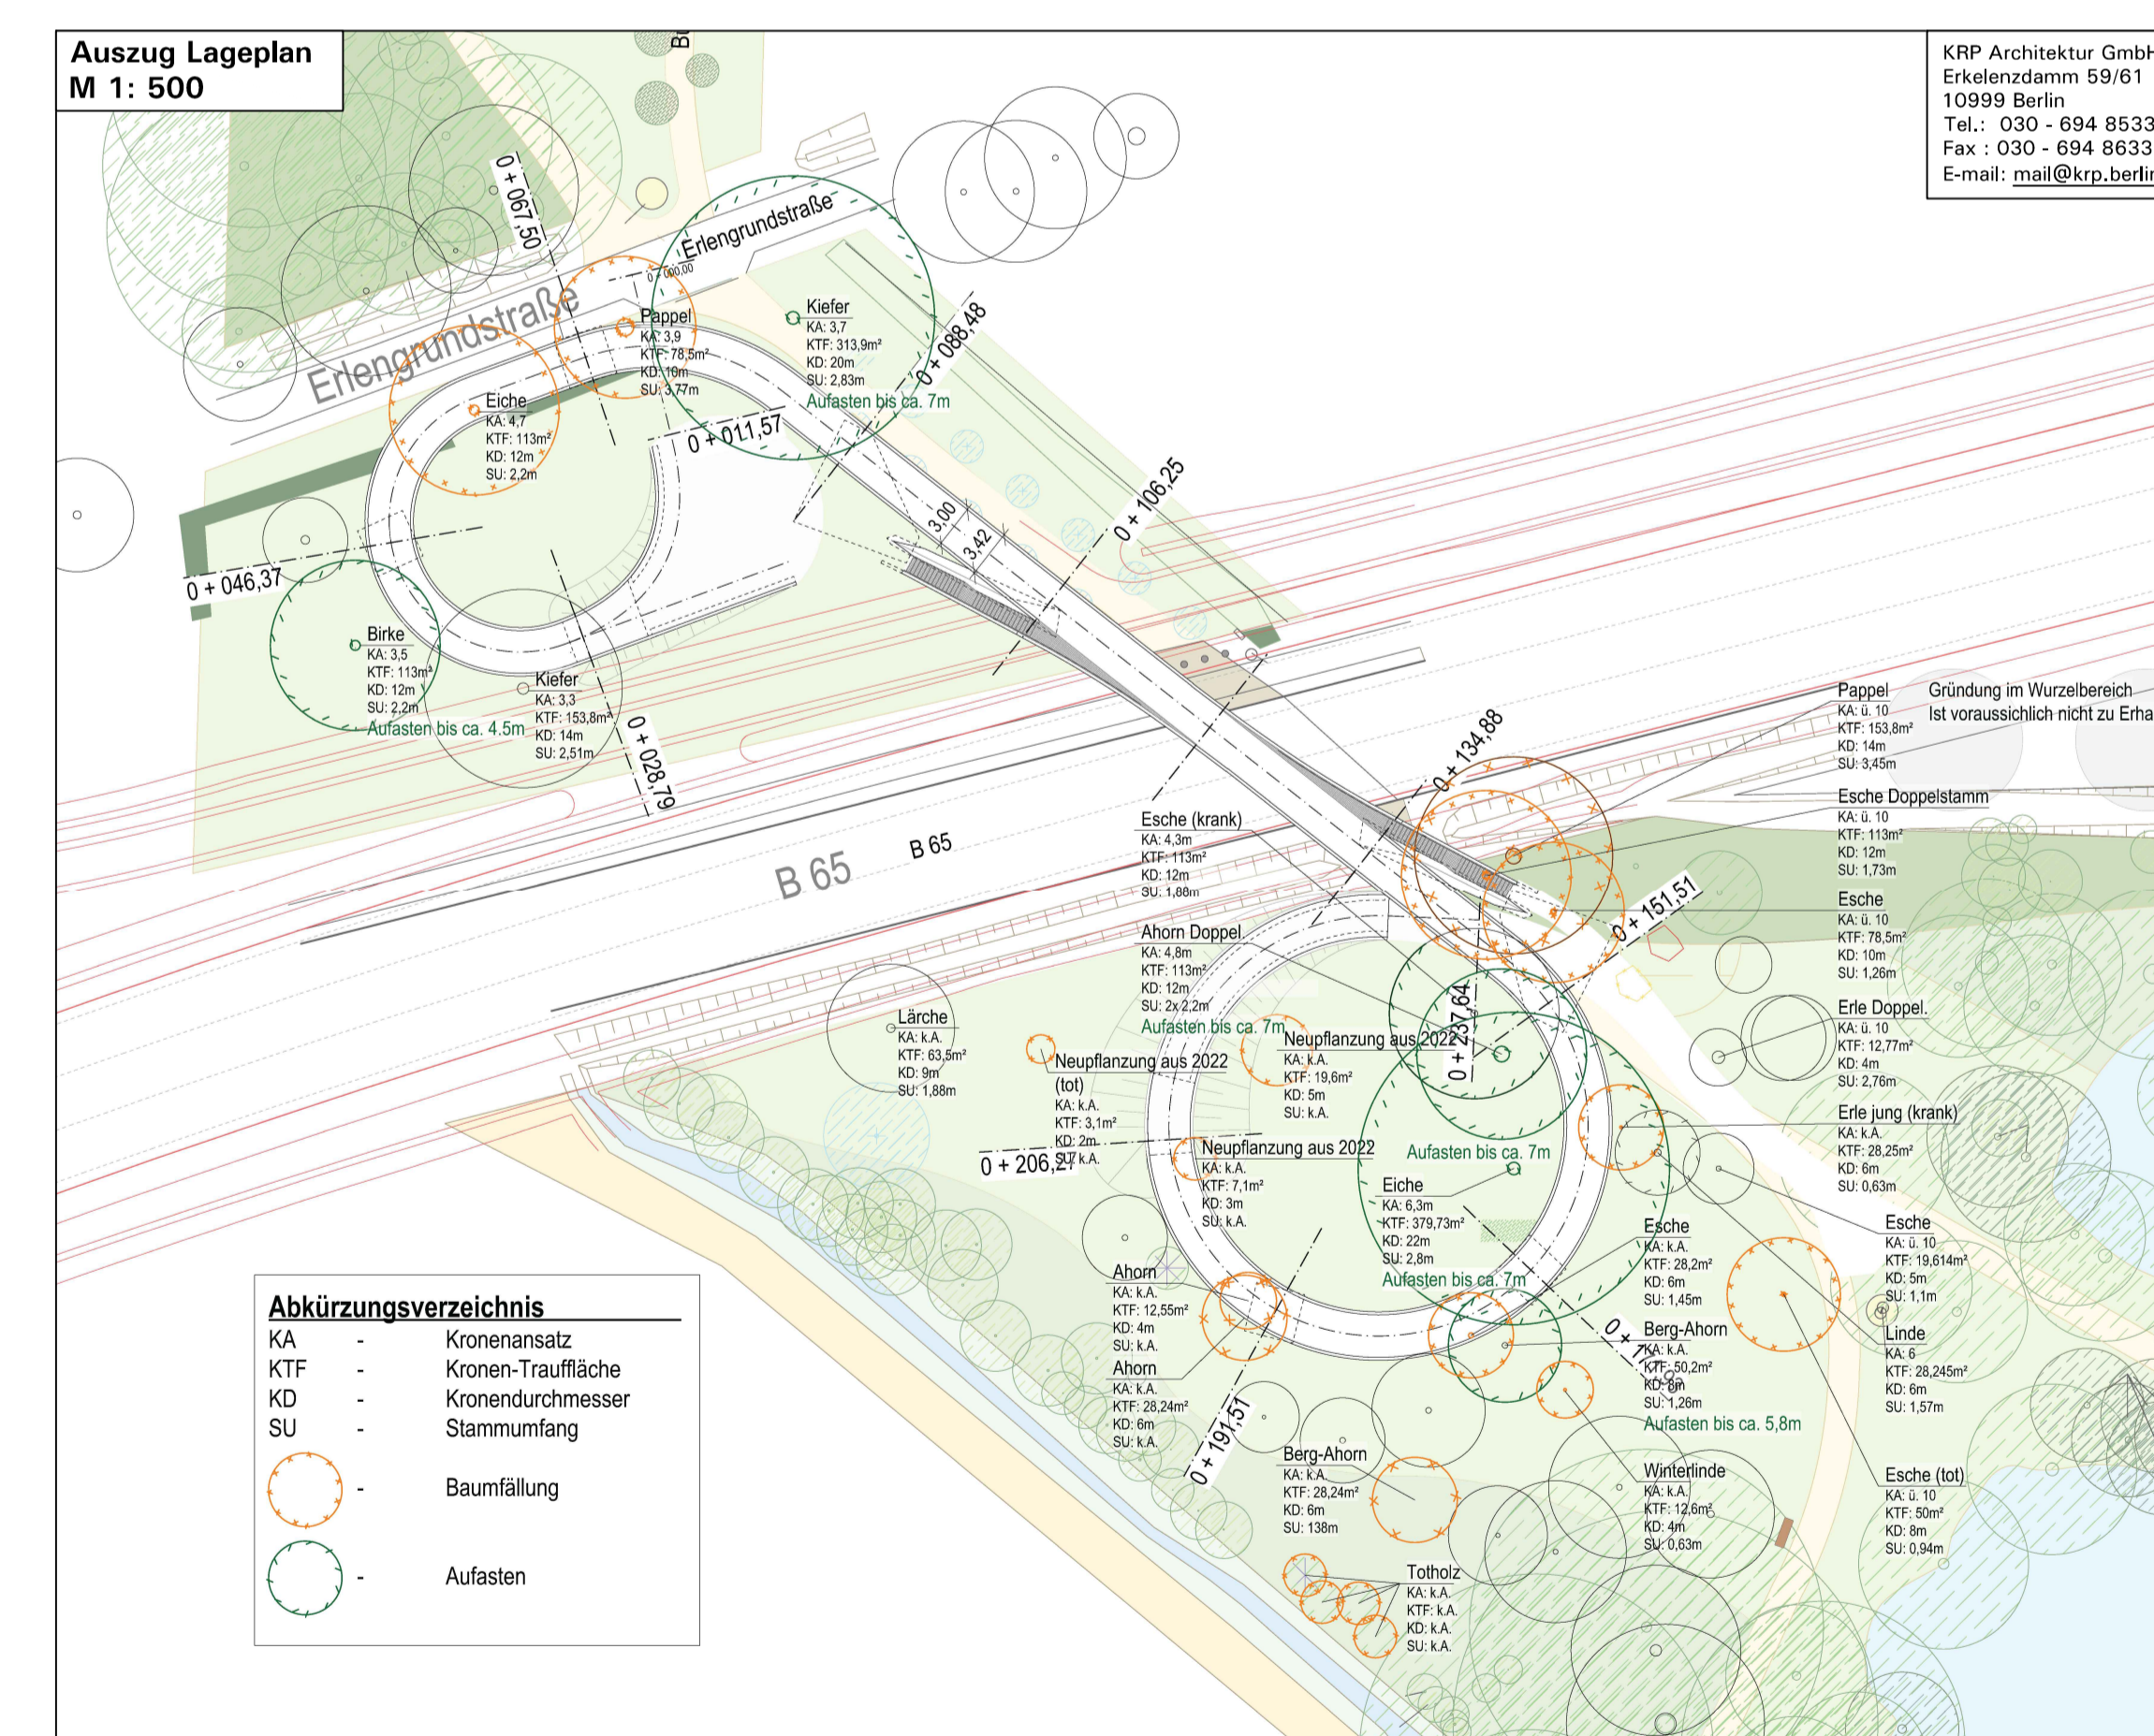 Auszug Lageplan
M 1: 500
KRP Architektur GmbH
Erkelenzdamm 59/61
10999 Berlin
Tel.: 030 - 694 8533
Fax : 030 - 694 8633
E-mail: mail@krp.berlin
0 + 067,50
Erlengrundstraße
0 + 000,00
Erlengrundstraße
Pappel
KA: 3,9
KTF: 78,5m²
KD: 10m
SU: 3,77m
Kiefer
KA: 3,7
KTF: 313,9m²
KD: 20m
SU: 2,83m
Aufasten bis ca. 7m
0 + 088,48
Eiche
KA: 4,7
KTF: 113m²
KD: 12m
SU: 2,2m
0 + 011,57
0 + 106,25
3,00
3,42
0 + 046,37
Birke
KA: 3,5
KTF: 113m²
KD: 12m
SU: 2,2m
Aufasten bis ca. 4.5m
Kiefer
KA: 3,3
KTF: 153,8m²
KD: 14m
SU: 2,51m
0 + 028,79
B 65
B 65
0 + 134,88
Pappel
KA: ü. 10
KTF: 153,8m²
KD: 14m
SU: 3,45m
Gründung im Wurzelbereich
Ist voraussichlich nicht zu Erha
Esche Doppelstamm
KA: ü. 10
KTF: 113m²
KD: 12m
SU: 1,73m
Esche
KA: ü. 10
KTF: 78,5m²
KD: 10m
SU: 1,26m
Erle Doppel.
KA: ü. 10
KTF: 12,77m²
KD: 4m
SU: 2,76m
Erle jung (krank)
KA: k.A.
KTF: 28,25m²
KD: 6m
SU: 0,63m
Esche (krank)
KA: 4,3m
KTF: 113m²
KD: 12m
SU: 1,88m
Ahorn Doppel.
KA: 4,8m
KTF: 113m²
KD: 12m
SU: 2x 2,2m
Aufasten bis ca. 7m
0 + 151,51
0 + 237,64
Lärche
KA: k.A.
KTF: 63,5m²
KD: 9m
SU: 1,88m
Neupflanzung aus 2022
(tot)
KA: k.A.
KTF: 3,1m²
KD: 2m
SU: k.A.
Neupflanzung aus 2022
KA: k.A.
KTF: 19,6m²
KD: 5m
SU: k.A.
0 + 206,27
Neupflanzung aus 2022
KA: k.A.
KTF: 7,1m²
KD: 3m
SU: k.A.
Aufasten bis ca. 7m
Eiche
KA: 6,3m
KTF: 379,73m²
KD: 22m
SU: 2,8m
Aufasten bis ca. 7m
Esche
KA: k.A.
KTF: 28,2m²
KD: 6m
SU: 1,45m
Esche
KA: ü. 10
KTF: 19,614m²
KD: 5m
SU: 1,1m
Ahorn
KA: k.A.
KTF: 12,55m²
KD: 4m
SU: k.A.
Ahorn
KA: k.A.
KTF: 28,24m²
KD: 6m
SU: k.A.
0 + 191,51
Berg-Ahorn
KA: k.A.
KTF: 50,2m²
KD: 8m
SU: 1,26m
Aufasten bis ca. 5,8m
Linde
KA: 6
KTF: 28,245m²
KD: 6m
SU: 1,57m
Berg-Ahorn
KA: k.A.
KTF: 28,24m²
KD: 6m
SU: 138m
Winterlinde
KA: k.A.
KTF: 12,6m²
KD: 4m
SU: 0,63m
Esche (tot)
KA: ü. 10
KTF: 50m²
KD: 8m
SU: 0,94m
Totholz
KA: k.A.
KTF: k.A.
KD: k.A.
SU: k.A.
Abkürzungsverzeichnis
KA - Kronenansatz
KTF - Kronen-Trauffläche
KD - Kronendurchmesser
SU - Stammumfang
- Baumfällung
- Aufasten